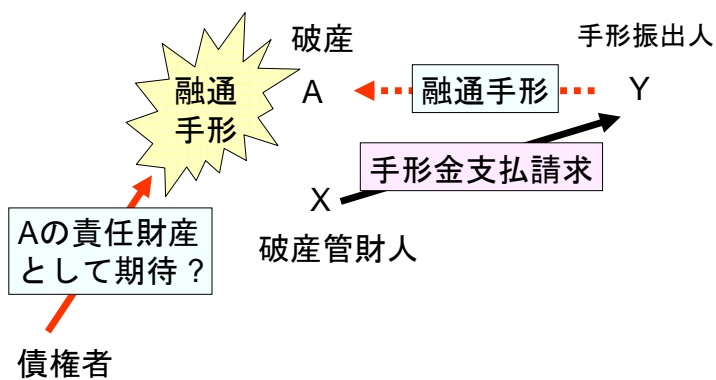 破産
手形振出人
融通
手形
A
融通手形
Y
手形金支払請求
X
破産管財人
Aの責任財産
として期待？
債権者